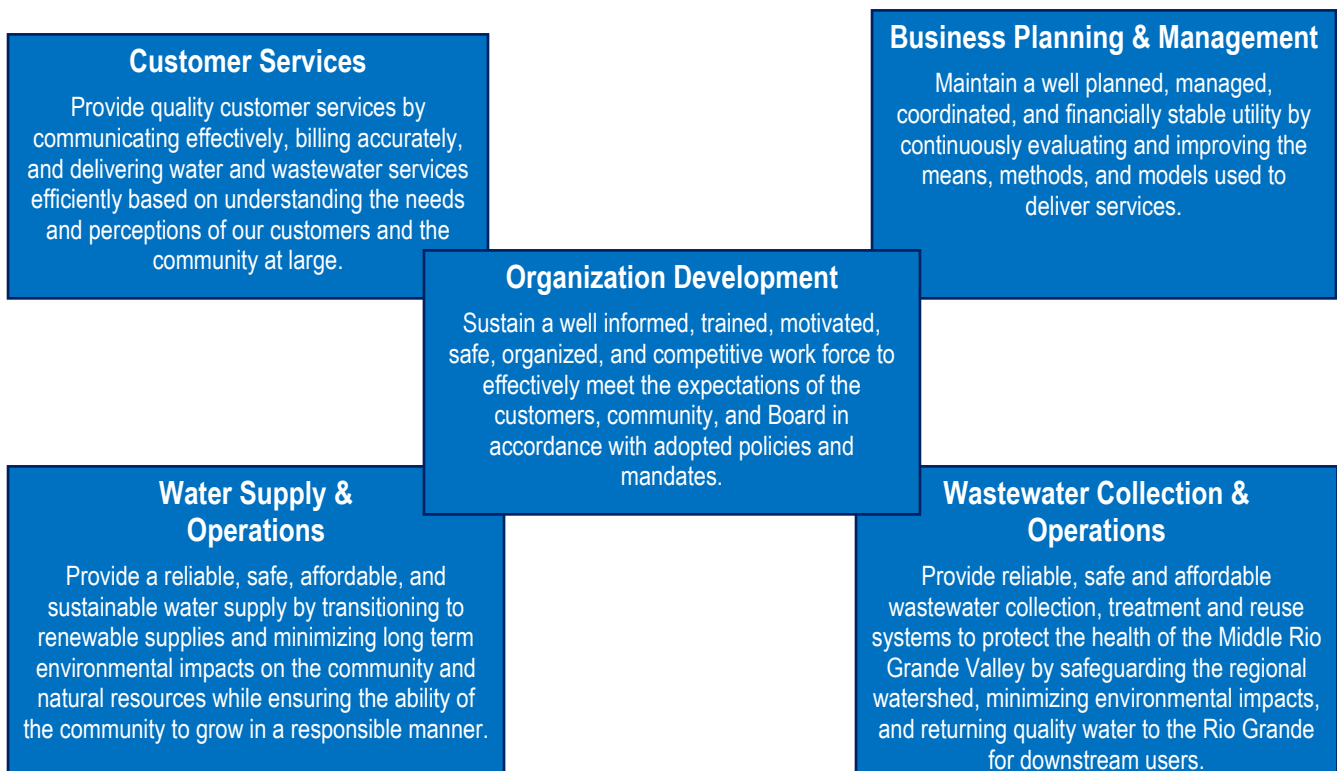 Customer Services
Provide quality customer services by
communicating effectively, billing accurately,
and delivering water and wastewater services
efficiently based on understanding the needs
and perceptions of our customers and the
community at large.
Business Planning & Management
Maintain a well planned, managed,
coordinated, and financially stable utility by
continuously evaluating and improving the
means, methods, and models used to
deliver services.
Organization Development
Sustain a well informed, trained, motivated,
safe, organized, and competitive work force to
effectively meet the expectations of the
customers, community, and Board in
accordance with adopted policies and
mandates.
Water Supply &
Operations
Provide a reliable, safe, affordable, and
sustainable water supply by transitioning to
renewable supplies and minimizing long term
environmental impacts on the community and
natural resources while ensuring the ability of
the community to grow in a responsible manner.
Wastewater Collection &
Operations
Provide reliable, safe and affordable
wastewater collection, treatment and reuse
systems to protect the health of the Middle Rio
Grande Valley by safeguarding the regional
watershed, minimizing environmental impacts,
and returning quality water to the Rio Grande
for downstream users.